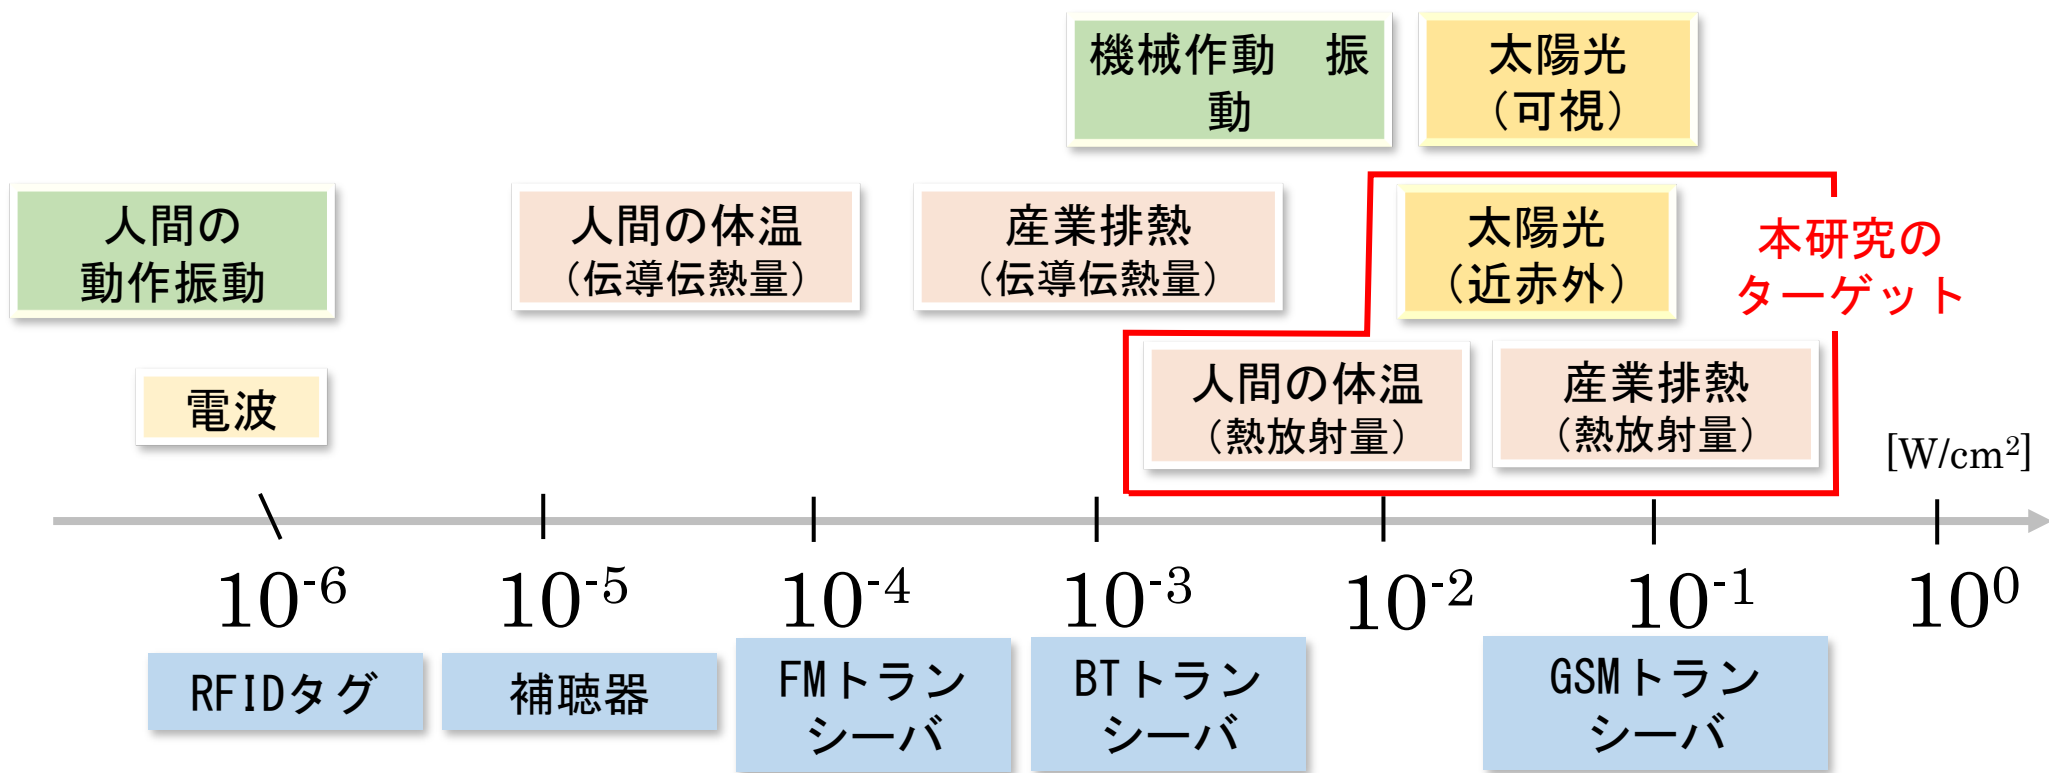 機械作動　振
動
太陽光
（可視）
人間の
動作振動
人間の体温
（伝導伝熱量）
産業排熱
（伝導伝熱量）
太陽光
（近赤外）
本研究の
ターゲット
電波
人間の体温
（熱放射量）
産業排熱
（熱放射量）
[W/cm²]
10⁻⁶
10⁻⁵
10⁻⁴
10⁻³
10⁻²
10⁻¹
10⁰
RFIDタグ
補聴器
FMトラン
シーバ
BTトラン
シーバ
GSMトラン
シーバ